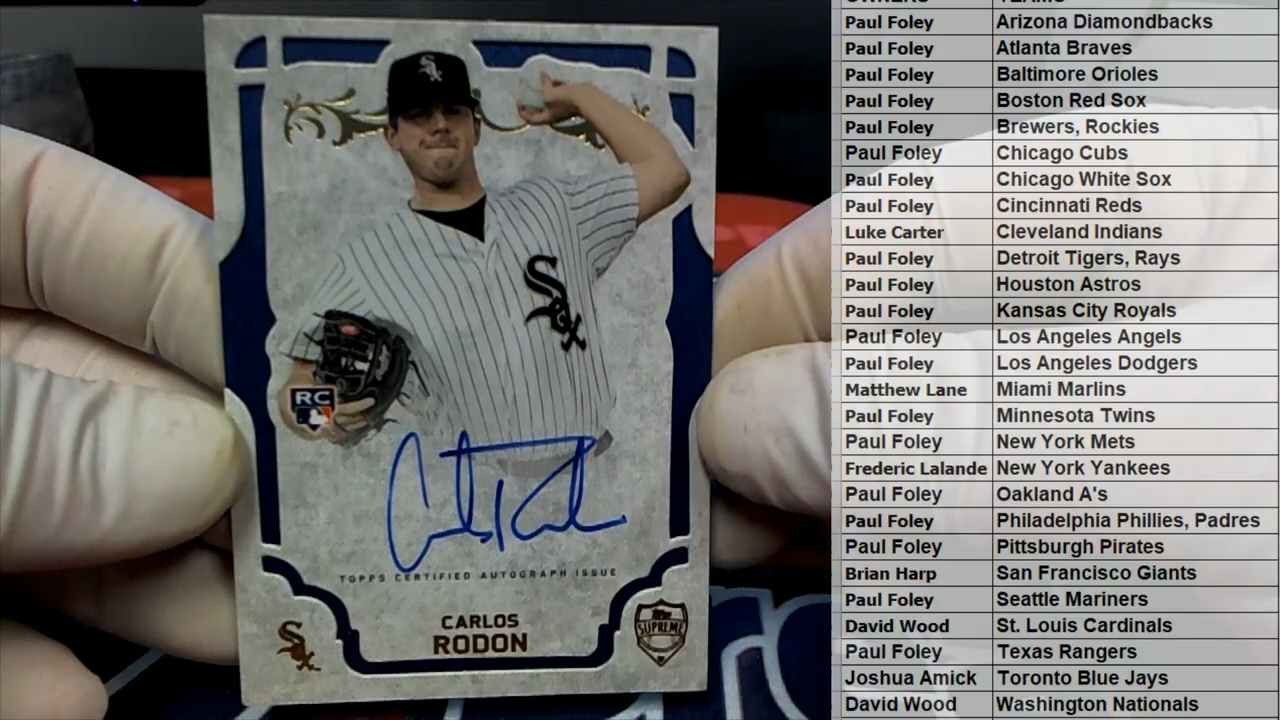 Sox
RC
TOPPS CERTIFIED AUTOGRAPH ISSUE
CARLOS
RODON
Topps
SUPREME
Sox
OWNERS TEAMS
Paul Foley Arizona Diamondbacks
Paul Foley Atlanta Braves
Paul Foley Baltimore Orioles
Paul Foley Boston Red Sox
Paul Foley Brewers, Rockies
Paul Foley Chicago Cubs
Paul Foley Chicago White Sox
Paul Foley Cincinnati Reds
Luke Carter Cleveland Indians
Paul Foley Detroit Tigers, Rays
Paul Foley Houston Astros
Paul Foley Kansas City Royals
Paul Foley Los Angeles Angels
Paul Foley Los Angeles Dodgers
Matthew Lane Miami Marlins
Paul Foley Minnesota Twins
Paul Foley New York Mets
Frederic Lalande New York Yankees
Paul Foley Oakland A's
Paul Foley Philadelphia Phillies, Padres
Paul Foley Pittsburgh Pirates
Brian Harp San Francisco Giants
Paul Foley Seattle Mariners
David Wood St. Louis Cardinals
Paul Foley Texas Rangers
Joshua Amick Toronto Blue Jays
David Wood Washington Nationals